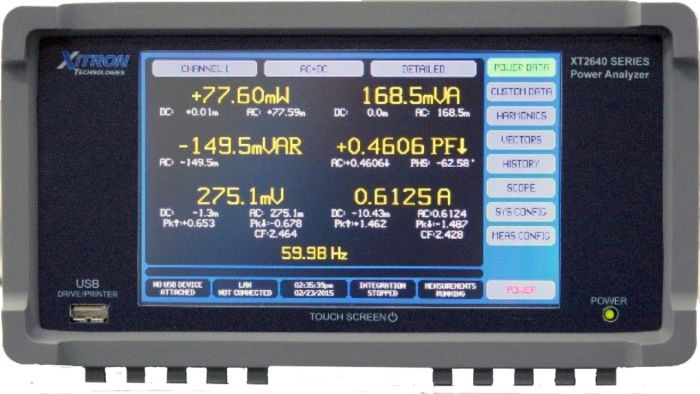 XITRON
TECHNOLOGIES
XT2640 SERIES
Power Analyzer
CHANNEL 1 AC+DC DETAILED
+77.60mW 168.5mVA
DC: +0.01m AC: +77.59m DC: 0.0m AC: 168.5m
-149.5mVAR +0.4606 PF↓
AC: -149.5m AC:+0.4606↓ PHS: -62.58°
275.1mV 0.6125 A
DC: -1.3m AC: 275.1m DC: -10.43m AC:0.6124
Pk↑:+0.653 Pk↓:-0.678 Pk↑:+1.462 Pk↓:-1.487
CF:2.464 CF:2.428
59.98 Hz
NO USB DEVICE ATTACHED
LAN NOT CONNECTED
02:35:39pm 02/23/2015
INTEGRATION STOPPED
MEASUREMENTS RUNNING
POWER DATA
CUSTOM DATA
HARMONICS
VECTORS
HISTORY
SCOPE
SYS CONFIG
MEAS CONFIG
POWER
USB
DRIVE/PRINTER
TOUCH SCREEN
POWER